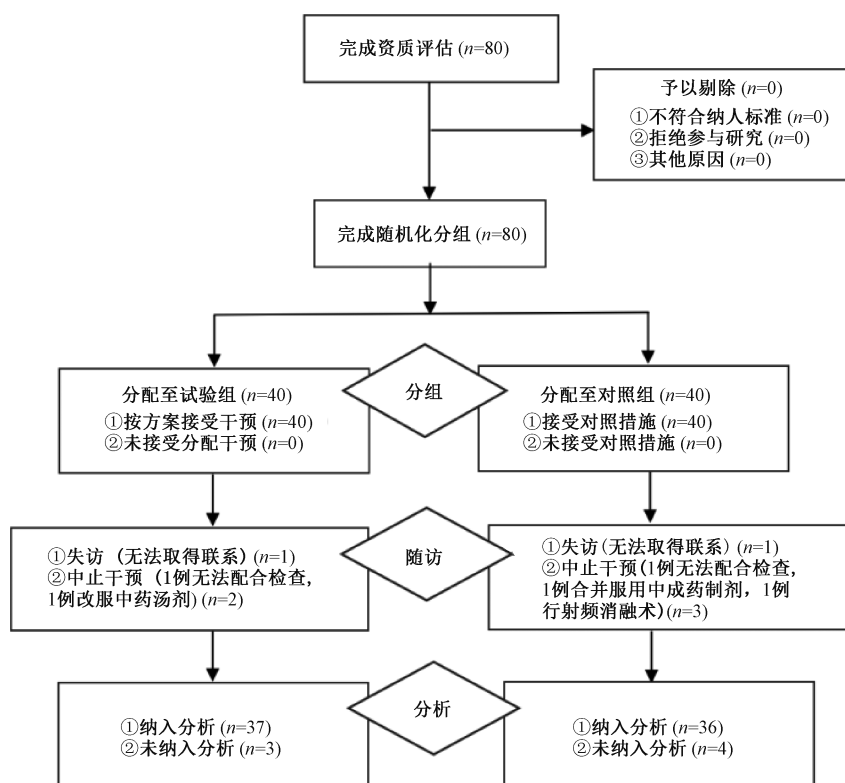 完成资质评估 (n=80)
予以剔除 (n=0)
①不符合纳人标准(n=0)
②拒绝参与研究(n=0)
③其他原因(n=0)
完成随机化分组 (n=80)
分配至试验组 (n=40)
①按方案接受干预(n=40)
②未接受分配干预(n=0)
分组
分配至对照组 (n=40)
①接受对照措施(n=40)
②未接受对照措施(n=0)
①失访 (无法取得联系) (n=1)
②中止干预 (1例无法配合检查,
1例改服中药汤剂) (n=2)
随访
①失访(无法取得联系) (n=1)
②中止干预(1例无法配合检查,
1例合并服用中成药制剂，1例
行射频消融术)(n=3)
①纳入分析 (n=37)
②未纳入分析 (n=3)
分析
①纳入分析 (n=36)
②未纳入分析 (n=4)